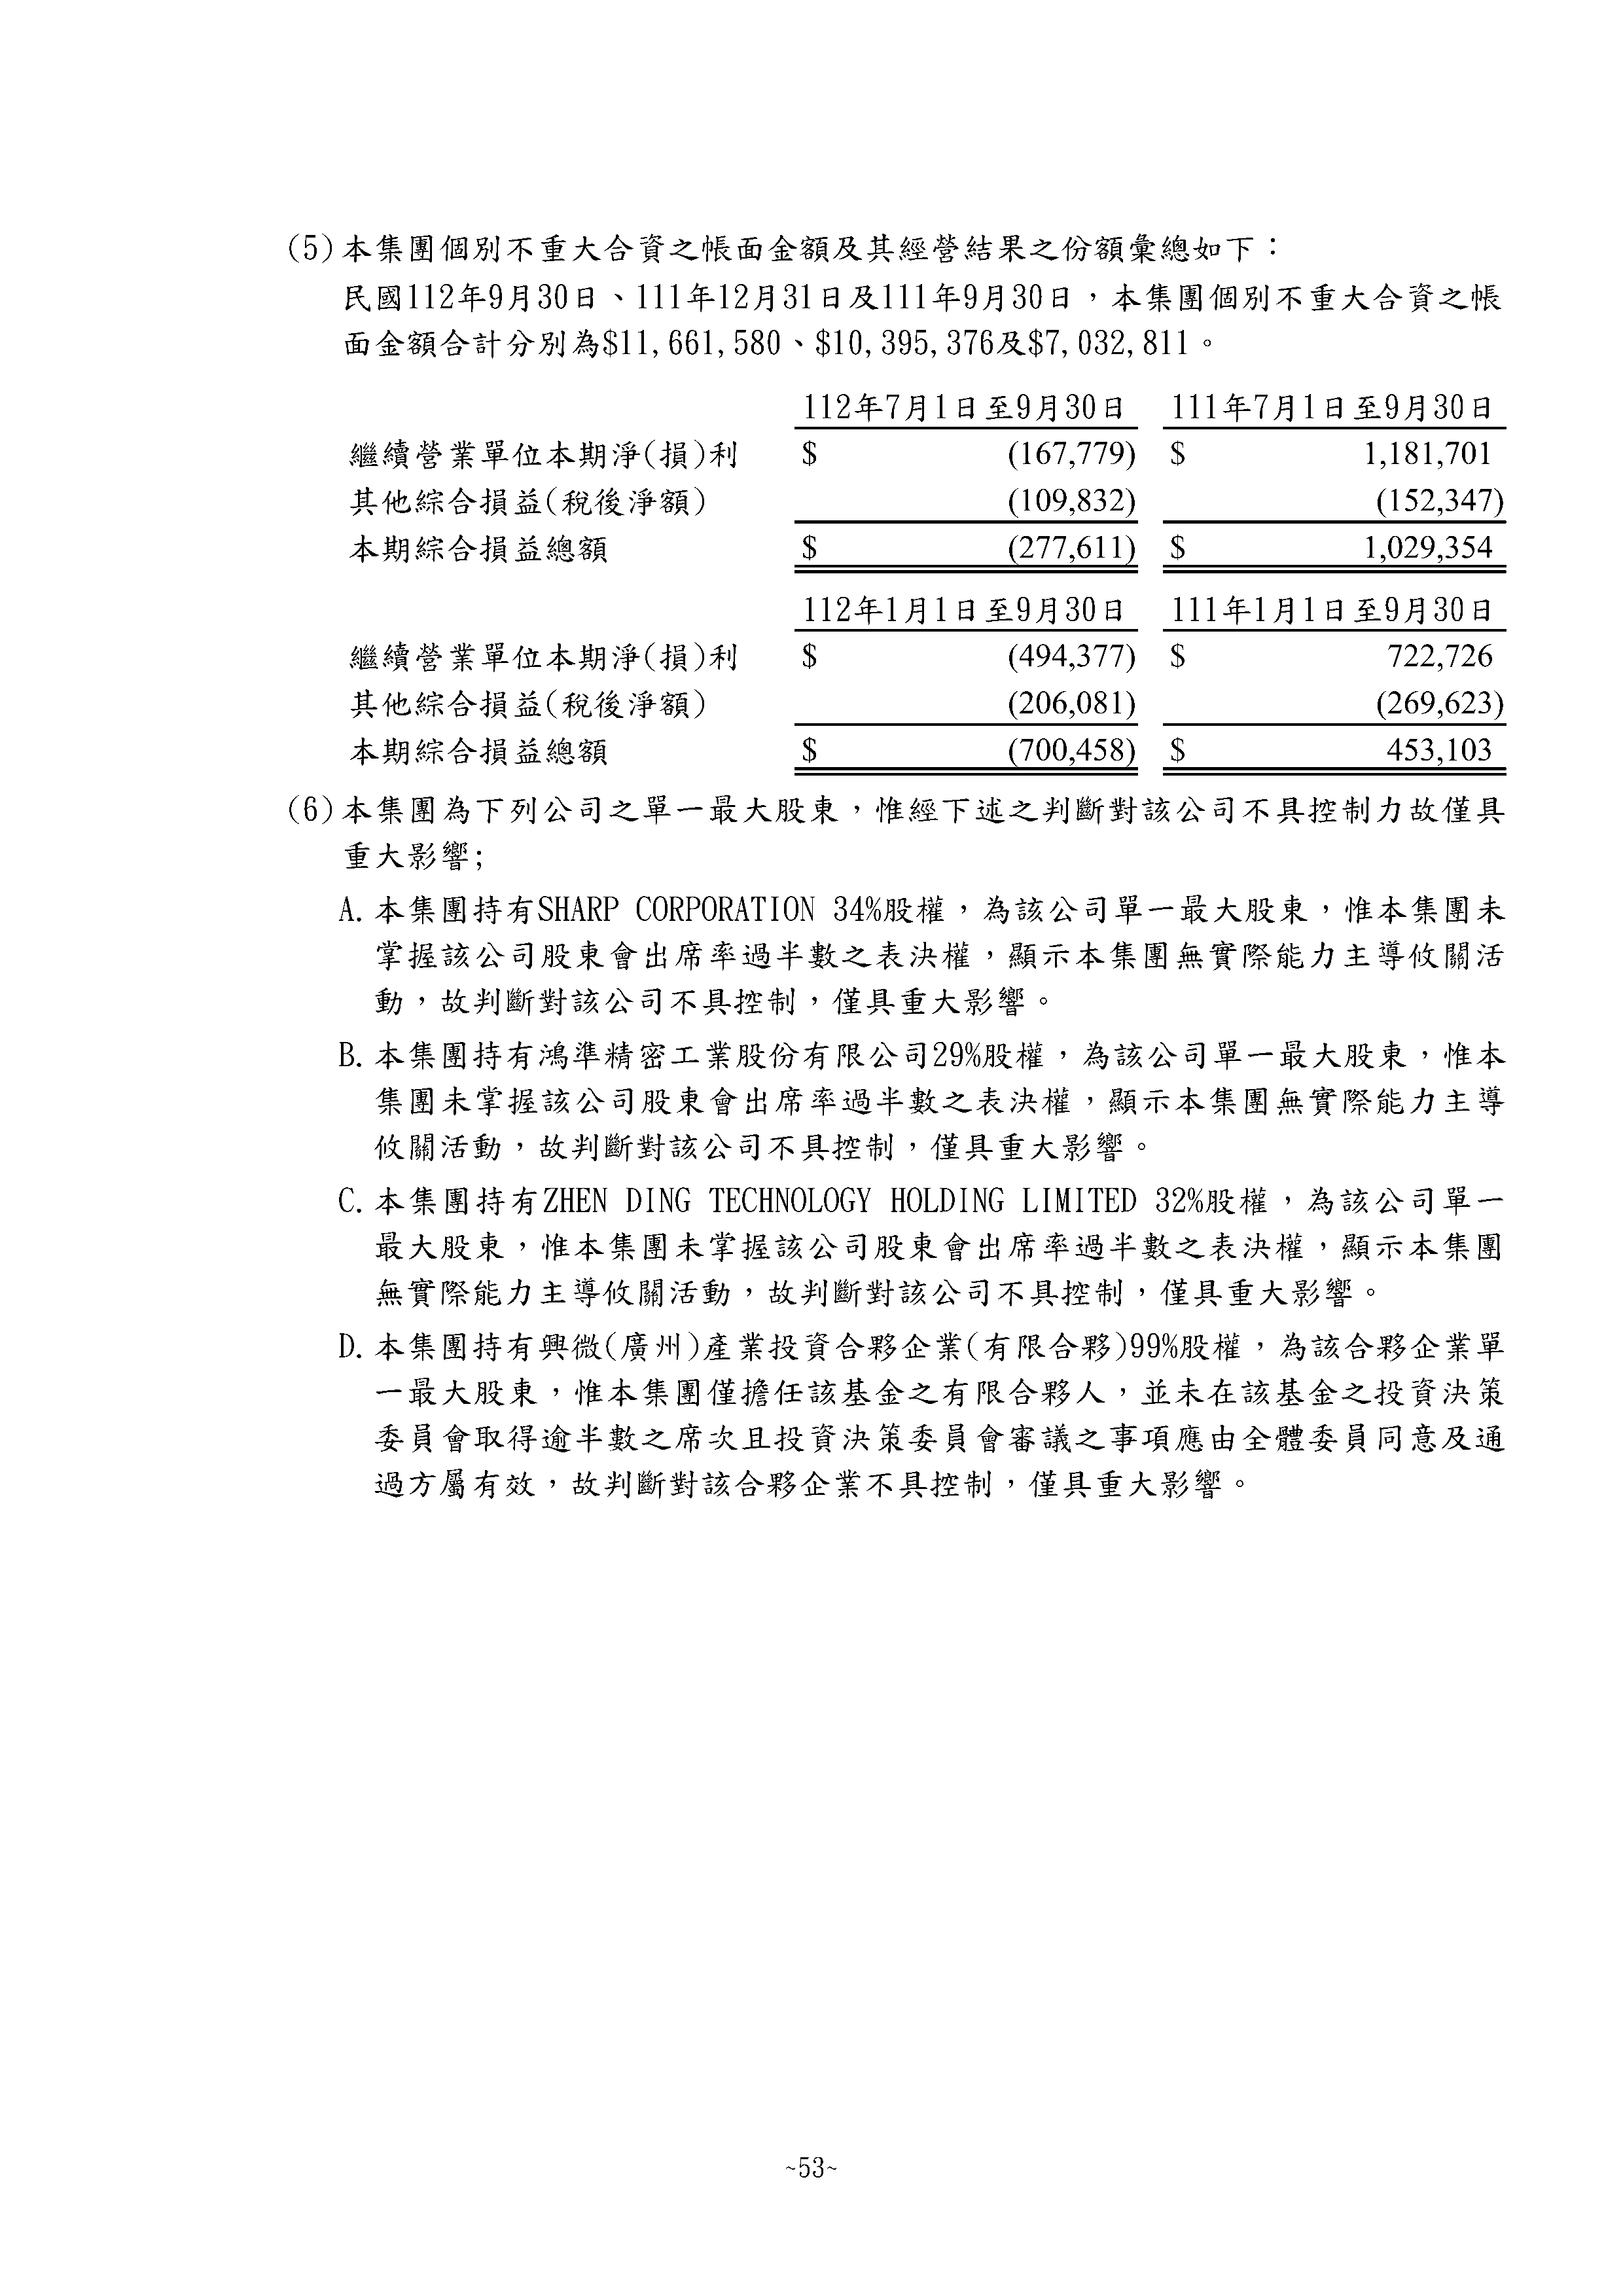 (5)本集團個別不重大合資之帳面金額及其經營結果之份額彙總如下：
民國112年9月30日、111年12月31日及111年9月30日，本集團個別不重大合資之帳
面金額合計分別為$11,661,580、$10,395,376及$7,032,811。
112年7月1日至9月30日 111年7月1日至9月30日
繼續營業單位本期淨(損)利 $ (167,779) $ 1,181,701
其他綜合損益(稅後淨額) (109,832) (152,347)
本期綜合損益總額 $ (277,611) $ 1,029,354
112年1月1日至9月30日 111年1月1日至9月30日
繼續營業單位本期淨(損)利 $ (494,377) $ 722,726
其他綜合損益(稅後淨額) (206,081) (269,623)
本期綜合損益總額 $ (700,458) $ 453,103
(6)本集團為下列公司之單一最大股東，惟經下述之判斷對該公司不具控制力故僅具
重大影響;
A.本集團持有SHARP CORPORATION 34%股權，為該公司單一最大股東，惟本集團未
掌握該公司股東會出席率過半數之表決權，顯示本集團無實際能力主導攸關活
動，故判斷對該公司不具控制，僅具重大影響。
B.本集團持有鴻準精密工業股份有限公司29%股權，為該公司單一最大股東，惟本
集團未掌握該公司股東會出席率過半數之表決權，顯示本集團無實際能力主導
攸關活動，故判斷對該公司不具控制，僅具重大影響。
C.本集團持有ZHEN DING TECHNOLOGY HOLDING LIMITED 32%股權，為該公司單一
最大股東，惟本集團未掌握該公司股東會出席率過半數之表決權，顯示本集團
無實際能力主導攸關活動，故判斷對該公司不具控制，僅具重大影響。
D.本集團持有興微(廣州)產業投資合夥企業(有限合夥)99%股權，為該合夥企業單
一最大股東，惟本集團僅擔任該基金之有限合夥人，並未在該基金之投資決策
委員會取得逾半數之席次且投資決策委員會審議之事項應由全體委員同意及通
過方屬有效，故判斷對該合夥企業不具控制，僅具重大影響。
~53~